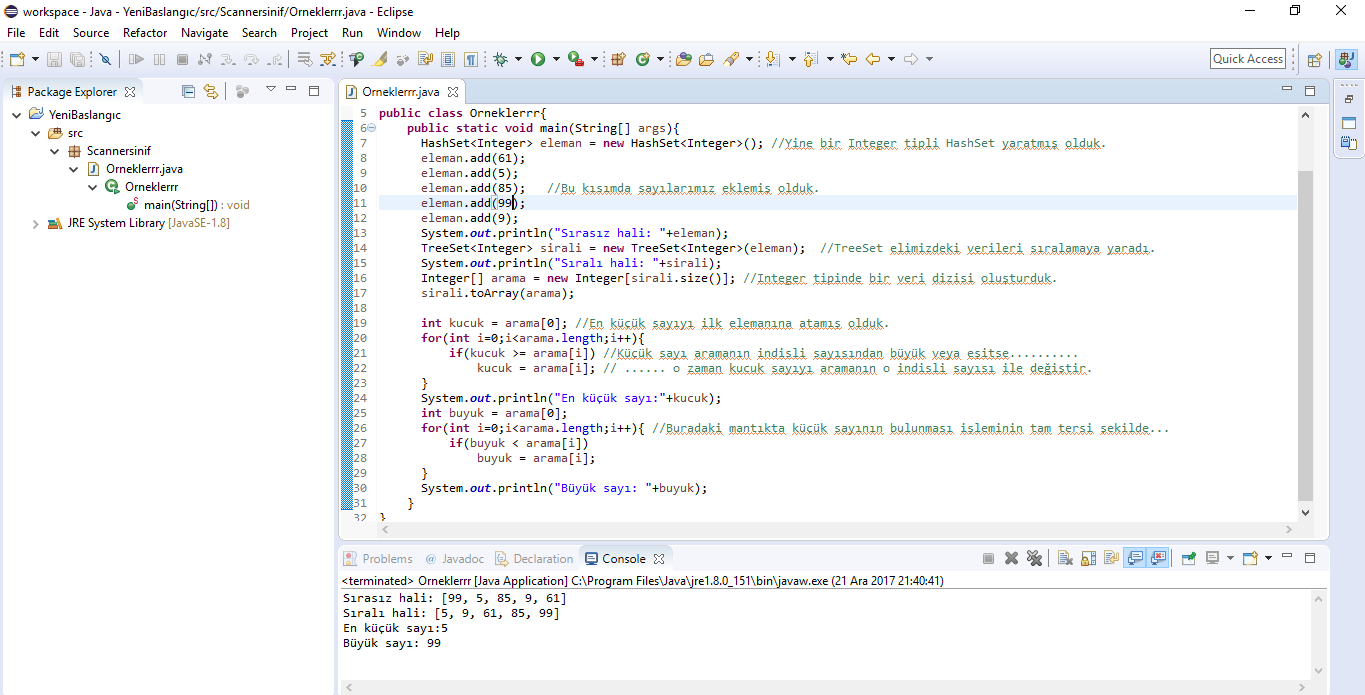 workspace - Java - YeniBaslangıc/src/Scannersinif/Orneklerrr.java - Eclipse
File Edit Source Refactor Navigate Search Project Run Window Help
Quick Access
Package Explorer
YeniBaslangıc
src
Scannersinif
Orneklerrr.java
Orneklerrr
main(String[]) : void
JRE System Library [JavaSE-1.8]
Orneklerrr.java
5 public class Orneklerrr{
6 public static void main(String[] args){
7 HashSet<Integer> eleman = new HashSet<Integer>(); //Yine bir Integer tipli HashSet yaratmış olduk.
8 eleman.add(61);
9 eleman.add(5);
10 eleman.add(85); //Bu kısımda sayılarımız eklemis olduk.
11 eleman.add(99);
12 eleman.add(9);
13 System.out.println("Sırasız hali: "+eleman);
14 TreeSet<Integer> sirali = new TreeSet<Integer>(eleman); //TreeSet elimizdeki verileri sıralamaya yaradı.
15 System.out.println("Sıralı hali: "+sirali);
16 Integer[] arama = new Integer[sirali.size()]; //Integer tipinde bir veri dizisi oluşturduk.
17 sirali.toArray(arama);
18
19 int kucuk = arama[0]; //En küçük sayıyı ilk elemanına atamıs olduk.
20 for(int i=0;i<arama.length;i++){
21 if(kucuk >= arama[i]) //Küçük sayı aramanın indisli sayısından büyük veya esitse..........
22 kucuk = arama[i]; // ...... o zaman kucuk sayıyı aramanın o indisli sayısı ile değistir.
23 }
24 System.out.println("En küçük sayı:"+kucuk);
25 int buyuk = arama[0];
26 for(int i=0;i<arama.length;i++){ //Buradaki mantıkta küçük sayının bulunması isleminin tam tersi sekilde...
27 if(buyuk < arama[i])
28 buyuk = arama[i];
29 }
30 System.out.println("Büyük sayı: "+buyuk);
31 }
32 }
Problems @ Javadoc Declaration Console
<terminated> Orneklerrr [Java Application] C:\Program Files\Java\jre1.8.0_151\bin\javaw.exe (21 Ara 2017 21:40:41)
Sırasız hali: [99, 5, 85, 9, 61]
Sıralı hali: [5, 9, 61, 85, 99]
En küçük sayı:5
Büyük sayı: 99